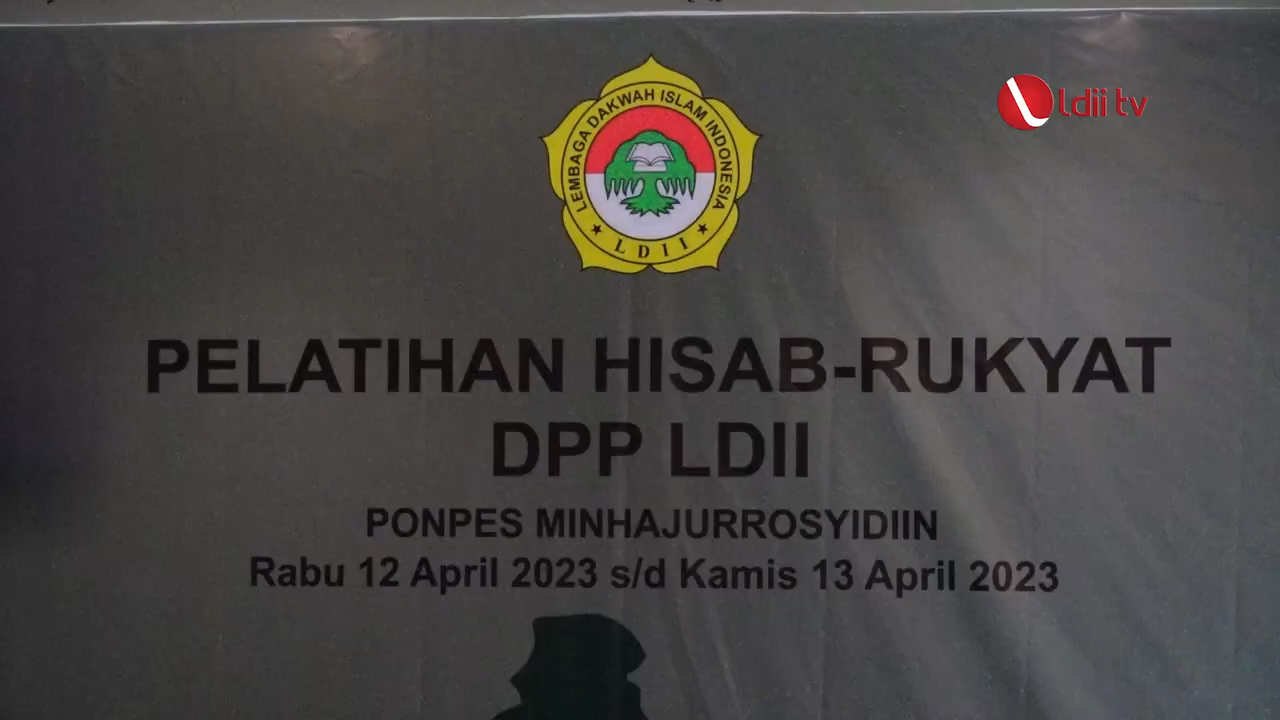 LEMBAGA DAKWAH ISLAM INDONESIA
LDII
ldii tv
PELATIHAN HISAB-RUKYAT
DPP LDII
PONPES MINHAJURROSYIDIIN
Rabu 12 April 2023 s/d Kamis 13 April 2023